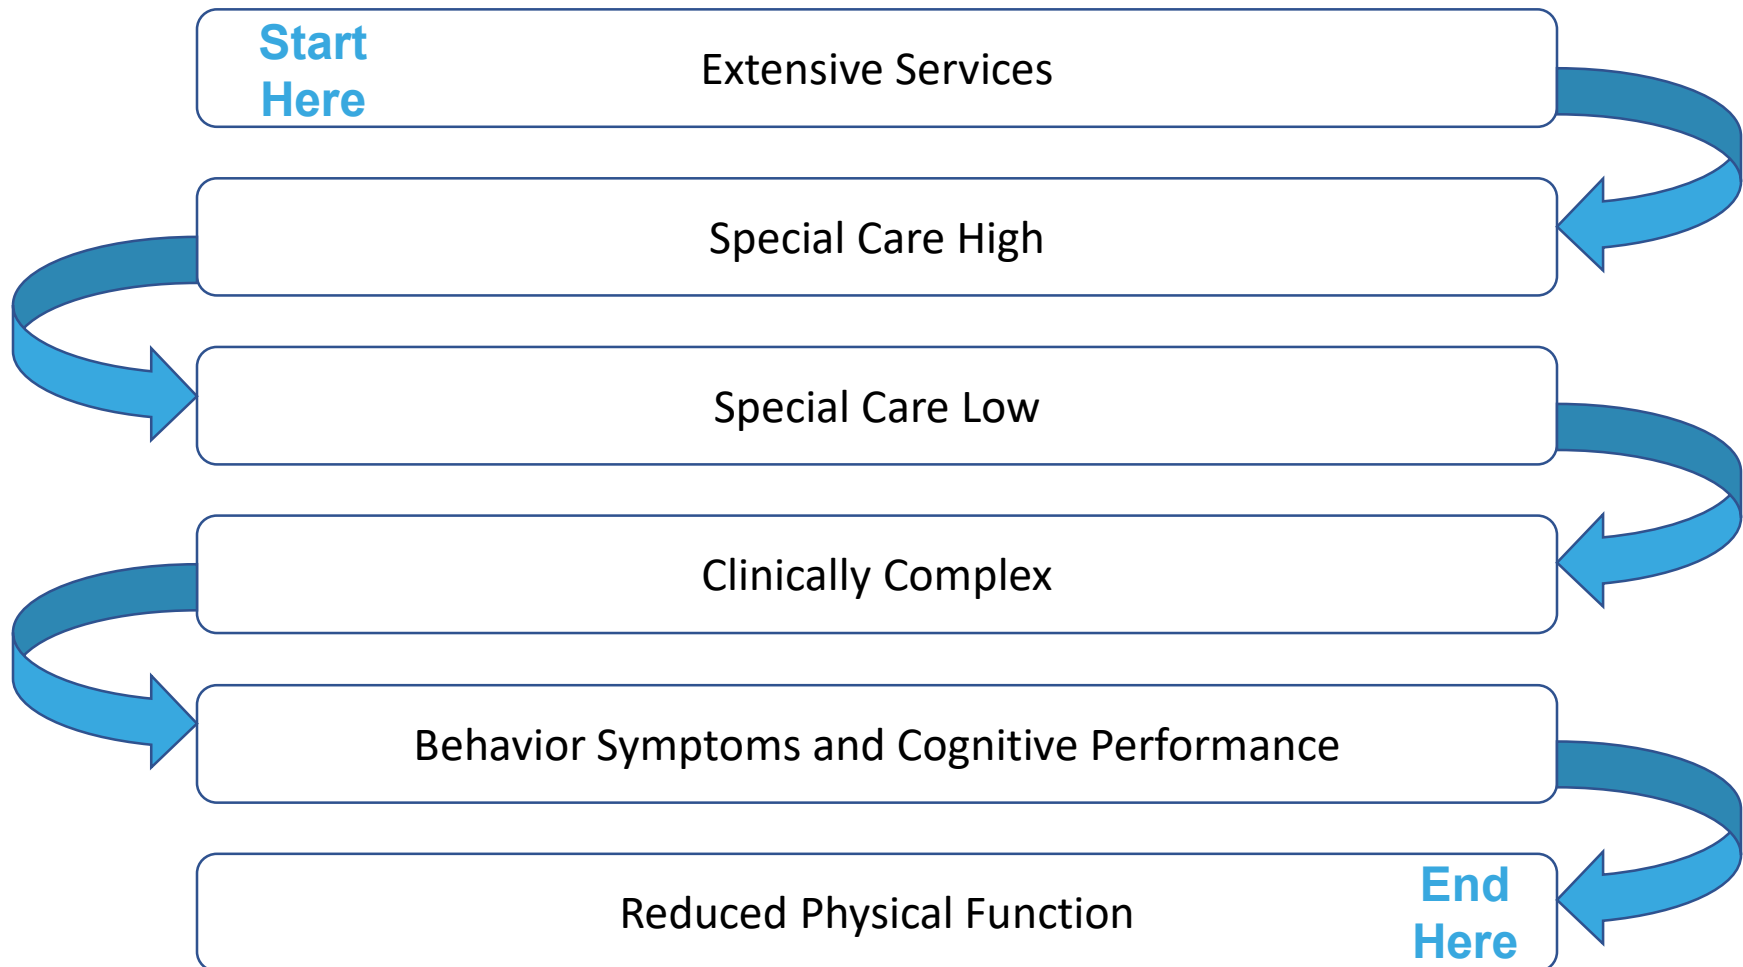 Start
Here
Extensive Services
Special Care High
Special Care Low
Clinically Complex
Behavior Symptoms and Cognitive Performance
Reduced Physical Function
End
Here